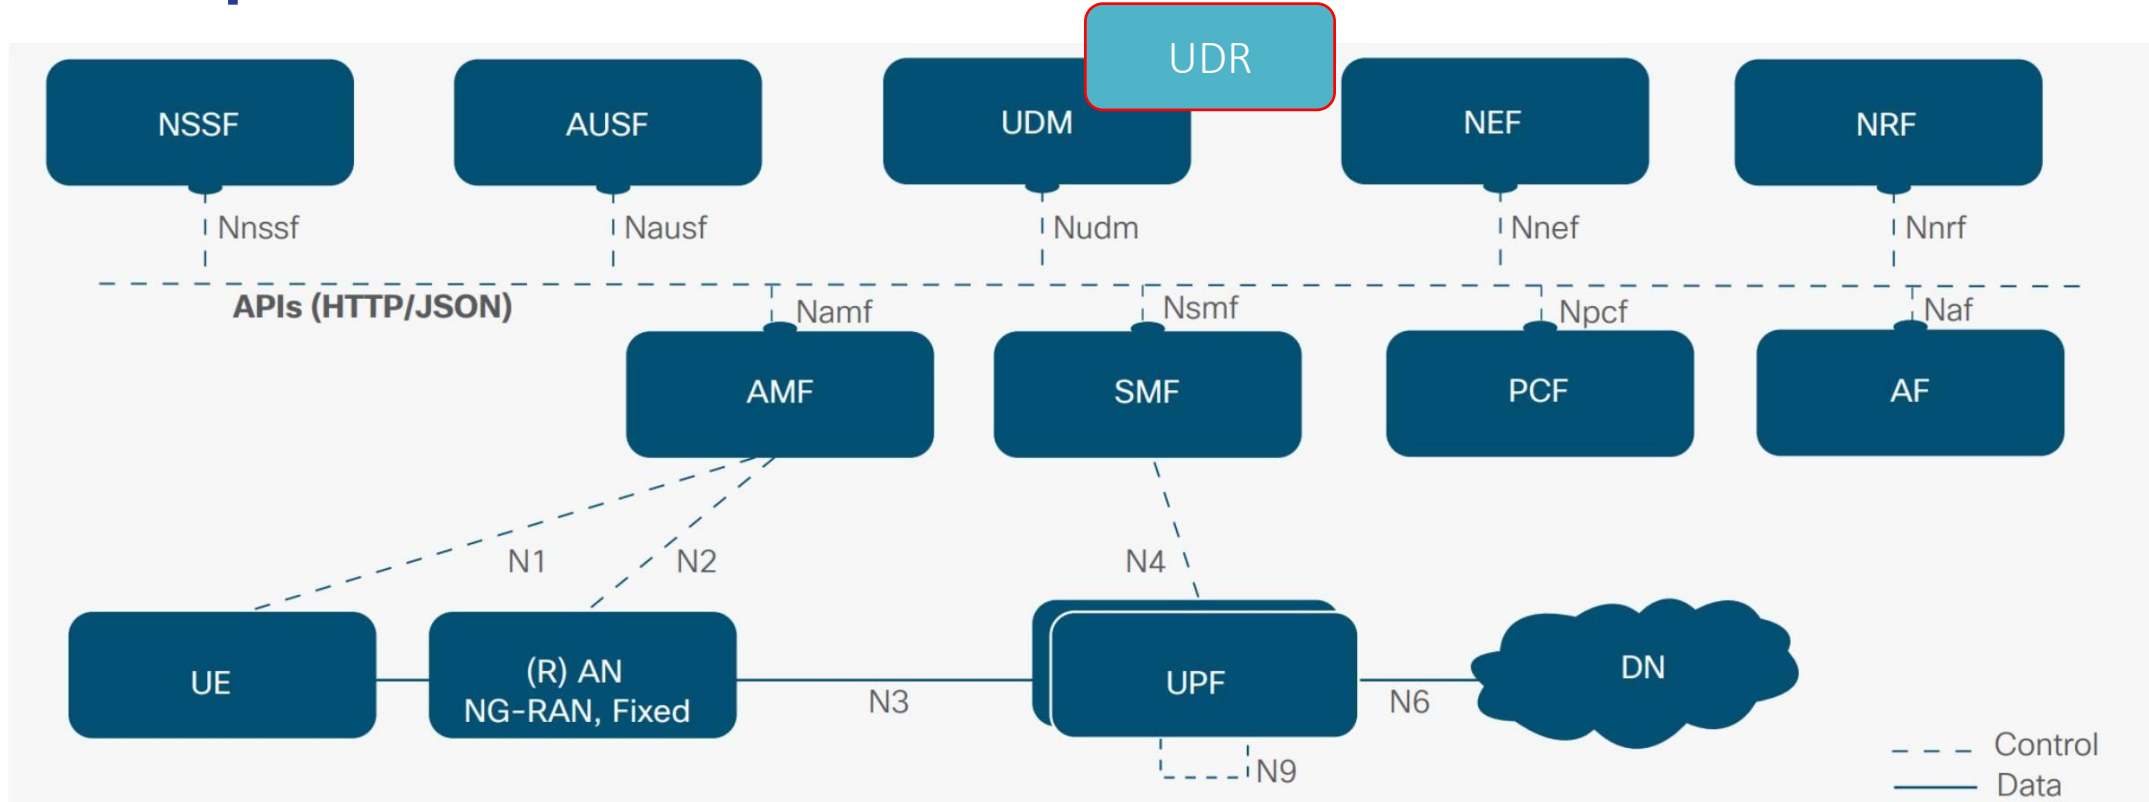 UDR
NSSF
AUSF
UDM
NEF
NRF
Nnssf
Nausf
Nudm
Nnef
Nnrf
APIs (HTTP/JSON)
Namf
Nsmf
Npcf
Naf
AMF
SMF
PCF
AF
N1
N2
N4
UE
(R) AN
NG-RAN, Fixed
N3
UPF
N6
DN
N9
Control
Data